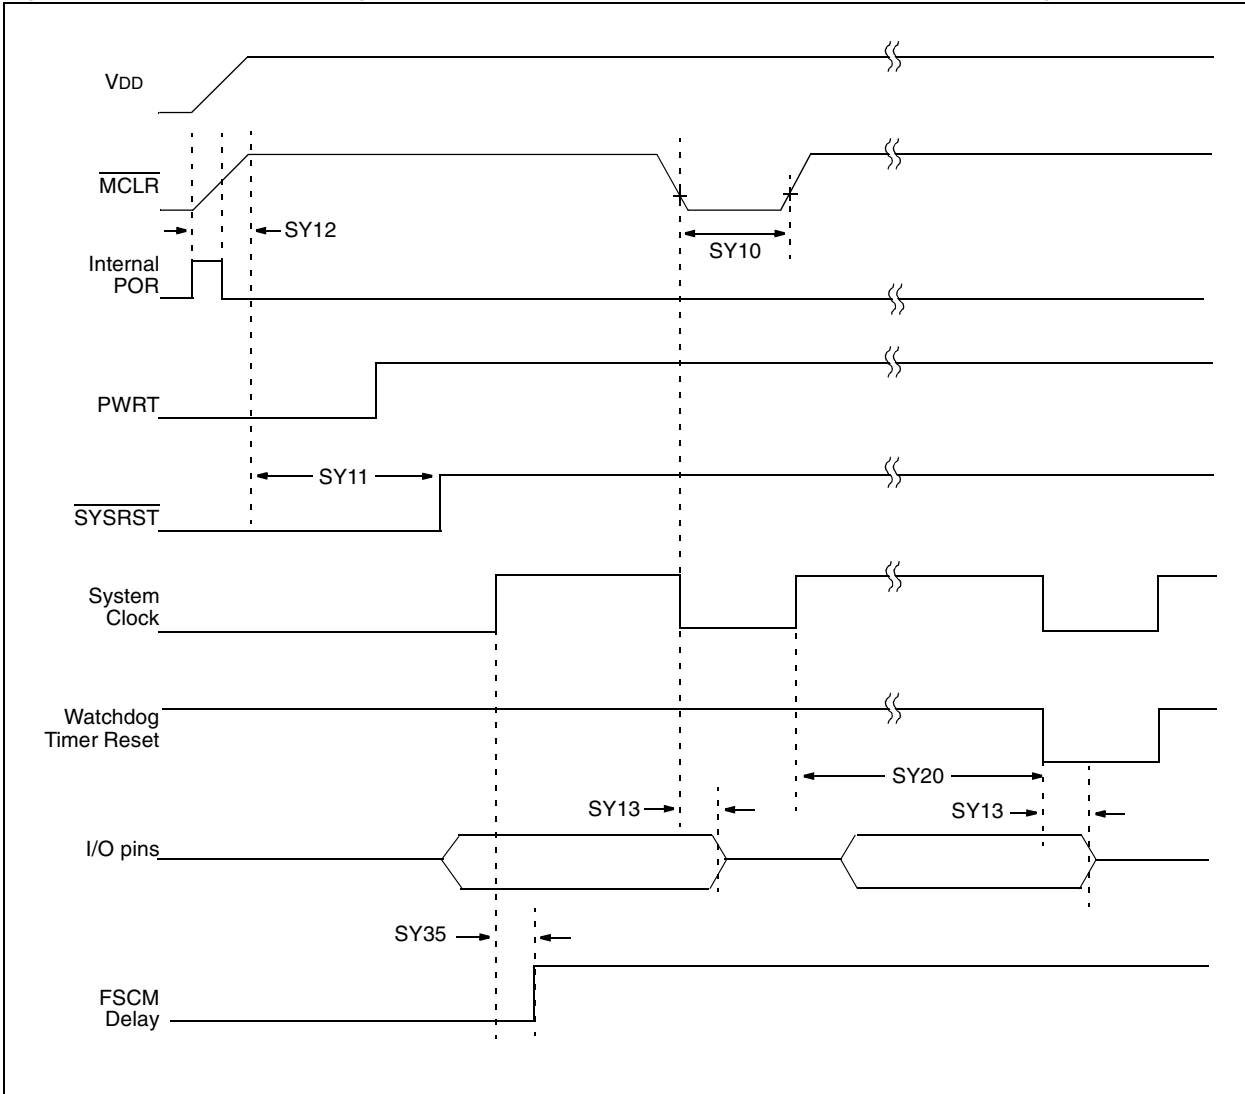 VDD
MCLR
SY12
SY10
Internal
POR
PWRT
SY11
SYSRST
System
Clock
Watchdog
Timer Reset
SY20
SY13
SY13
I/O pins
SY35
FSCM
Delay